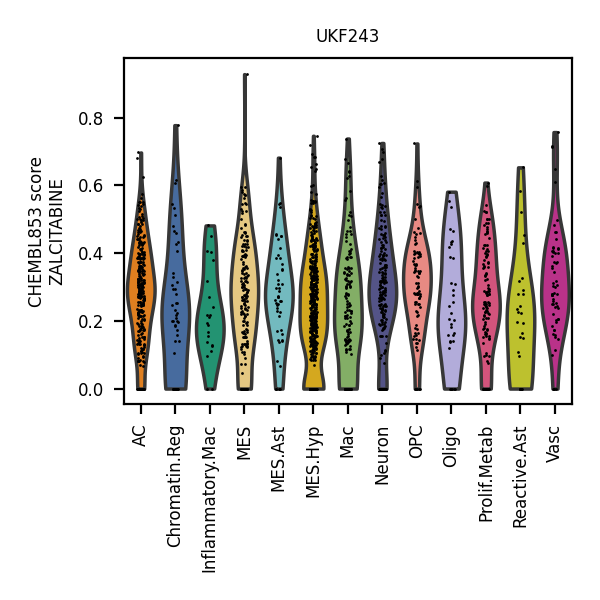 UKF243
CHEMBL853 score
ZALCITABINE
0.8
0.6
0.4
0.2
0.0
AC
Chromatin.Reg
Inflammatory.Mac
MES
MES.Ast
MES.Hyp
Mac
Neuron
OPC
Oligo
Prolif.Metab
Reactive.Ast
Vasc